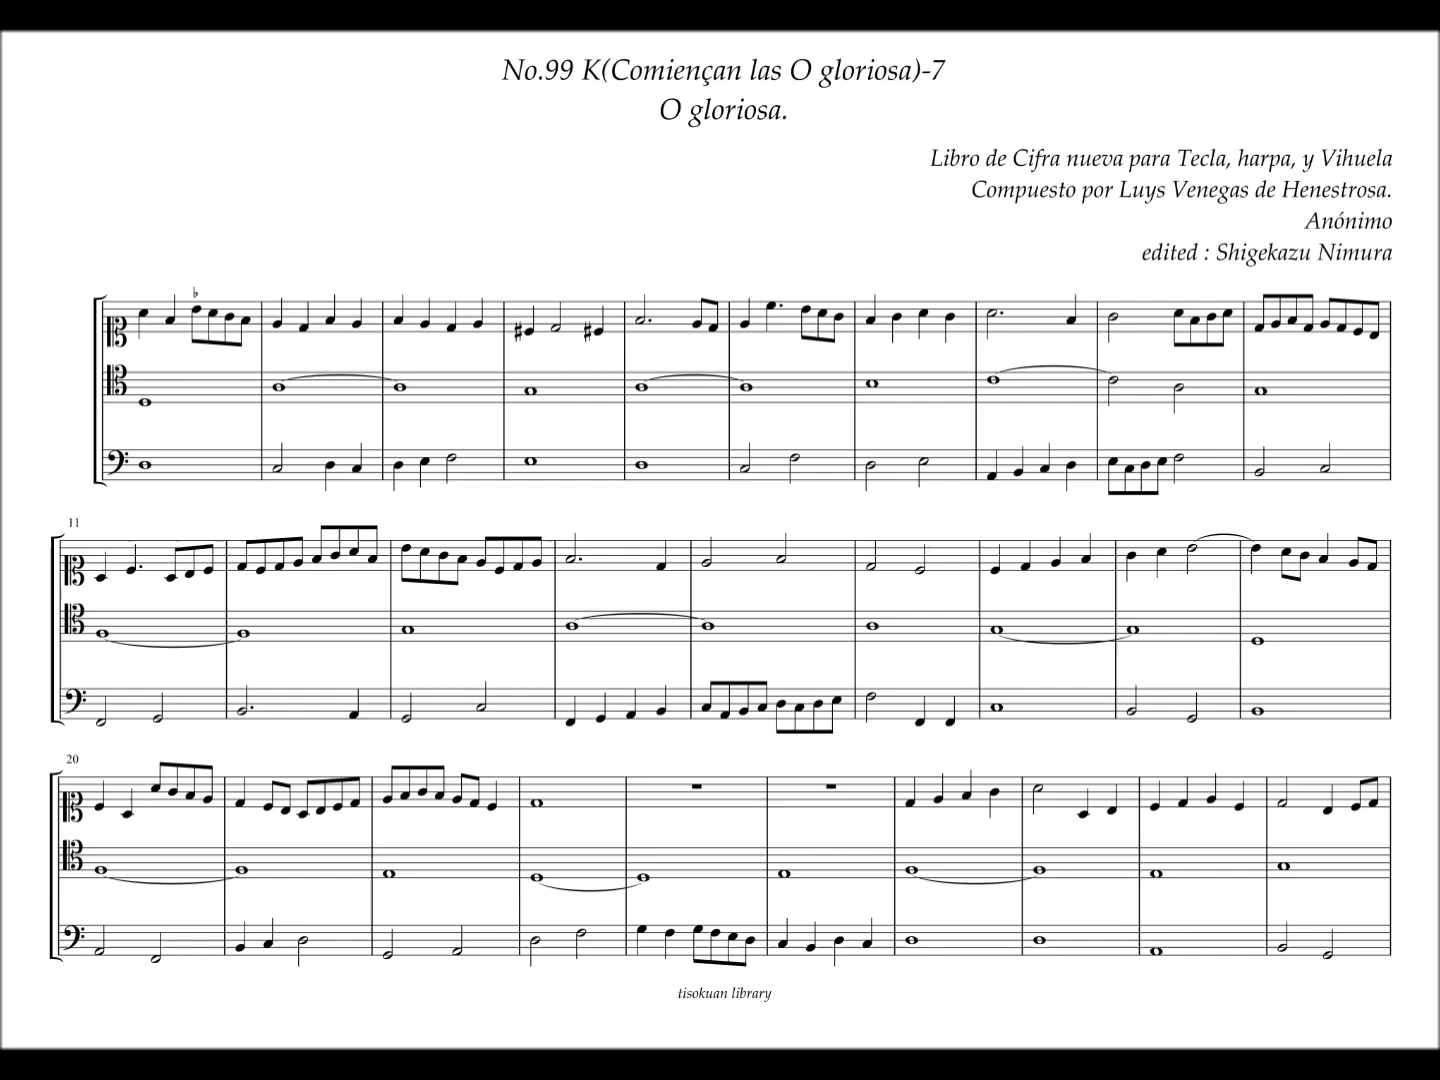 No.99 K(Comiençan las O gloriosa)-7
O gloriosa.
Libro de Cifra nueva para Tecla, harpa, y Vihuela
Compuesto por Luys Venegas de Henestrosa.
Anónimo
edited : Shigekazu Nimura
11
20
tisokuan library